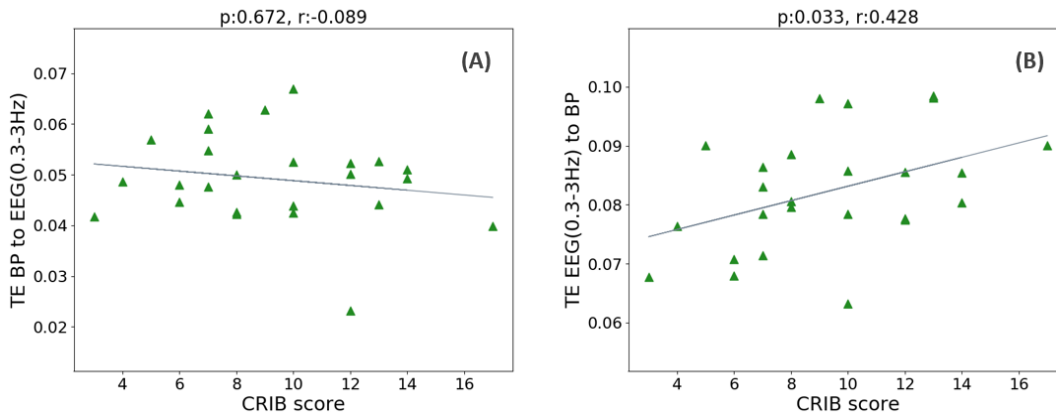 p:0.672, r:-0.089
(A)
TE BP to EEG(0.3-3Hz)
0.07
0.06
0.05
0.04
0.03
0.02
4 6 8 10 12 14 16
CRIB score
p:0.033, r:0.428
(B)
TE EEG(0.3-3Hz) to BP
0.10
0.09
0.08
0.07
0.06
4 6 8 10 12 14 16
CRIB score